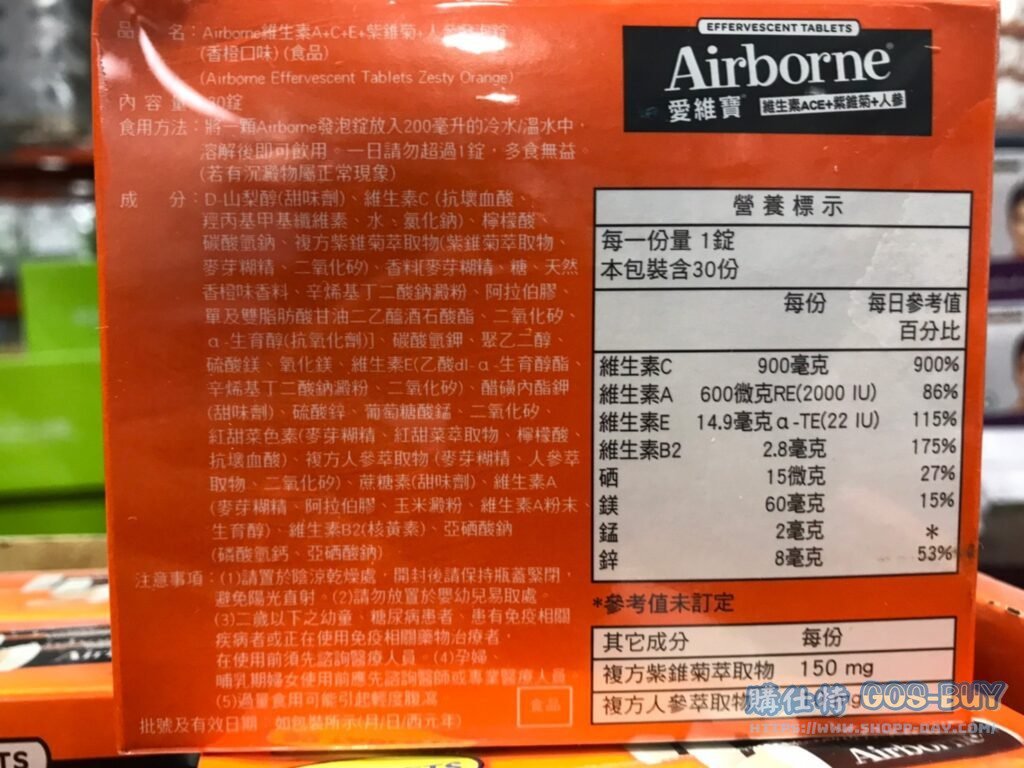 品 名：Airborne維生素A+C+E+紫錐菊+人
(香橙口味) (食品)
(Airborne Effervescent Tablets Zesty Orange)
內 容 量 30錠
食用方法：將一顆Airborne發泡錠放入200毫升的冷水/溫水中
溶解後即可飲用。一日請勿超過1錠，多食無益。
(若有沉澱物屬正常現象)
成 分：D-山梨醇(甜味劑)、維生素C (抗壞血酸、
羥丙基甲基纖維素、水、氯化鈉)、檸檬酸、
碳酸氫鈉、複方紫錐菊萃取物(紫錐菊萃取物、
麥芽糊精、二氧化矽)、香料[麥芽糊精、糖、天然
香橙味香料、辛烯基丁二酸鈉澱粉、阿拉伯膠、
單及雙脂肪酸甘油二乙醯酒石酸酯、二氧化矽、
α-生育醇(抗氧化劑)]、碳酸氫鉀、聚乙二醇、
硫酸鎂、氧化鎂、維生素E(乙酸dl-α-生育醇酯、
辛烯基丁二酸鈉澱粉、二氧化矽)、醋磺內酯鉀
(甜味劑)、硫酸鋅、葡萄糖酸錳、二氧化矽、
紅甜菜色素(麥芽糊精、紅甜菜萃取物、檸檬酸、
抗壞血酸)、複方人參萃取物 (麥芽糊精、人參萃
取物、二氧化矽)、蔗糖素(甜味劑)、維生素A
(麥芽糊精、阿拉伯膠、玉米澱粉、維生素A粉末、
生育醇)、維生素B2(核黃素)、亞硒酸鈉
(磷酸氫鈣、亞硒酸鈉)
注意事項：(1)請置於陰涼乾燥處，開封後請保持瓶蓋緊閉，
避免陽光直射。(2)請勿放置於嬰幼兒易取處。
(3)二歲以下之幼童、糖尿病患者、患有免疫相關
疾病者或正在使用免疫相關藥物治療者，
在使用前須先諮詢醫療人員。(4)孕婦、
哺乳期婦女使用前應先諮詢醫師或專業醫療人員。
(5)過量食用可能引起輕度腹瀉
食品
批號及有效日期：如包裝所示(月/日/西元年)
EFFERVESCENT TABLETS
Airborne
愛維寶 維生素ACE+紫錐菊+人參
營養標示
每一份量 1錠
本包裝含30份
每份 每日參考值
百分比
維生素C 900毫克 900%
維生素A 600微克RE(2000 IU) 86%
維生素E 14.9毫克α-TE(22 IU) 115%
維生素B2 2.8毫克 175%
硒 15微克 27%
鎂 60毫克 15%
錳 2毫克 *
鋅 8毫克 53%
*參考值未訂定
其它成分 每份
複方紫錐菊萃取物 150 mg
複方人參萃取物
購仕特 GOS-BUY
HTTPS://WWW.SHOPP-DAY.COM/
Airborne
TS